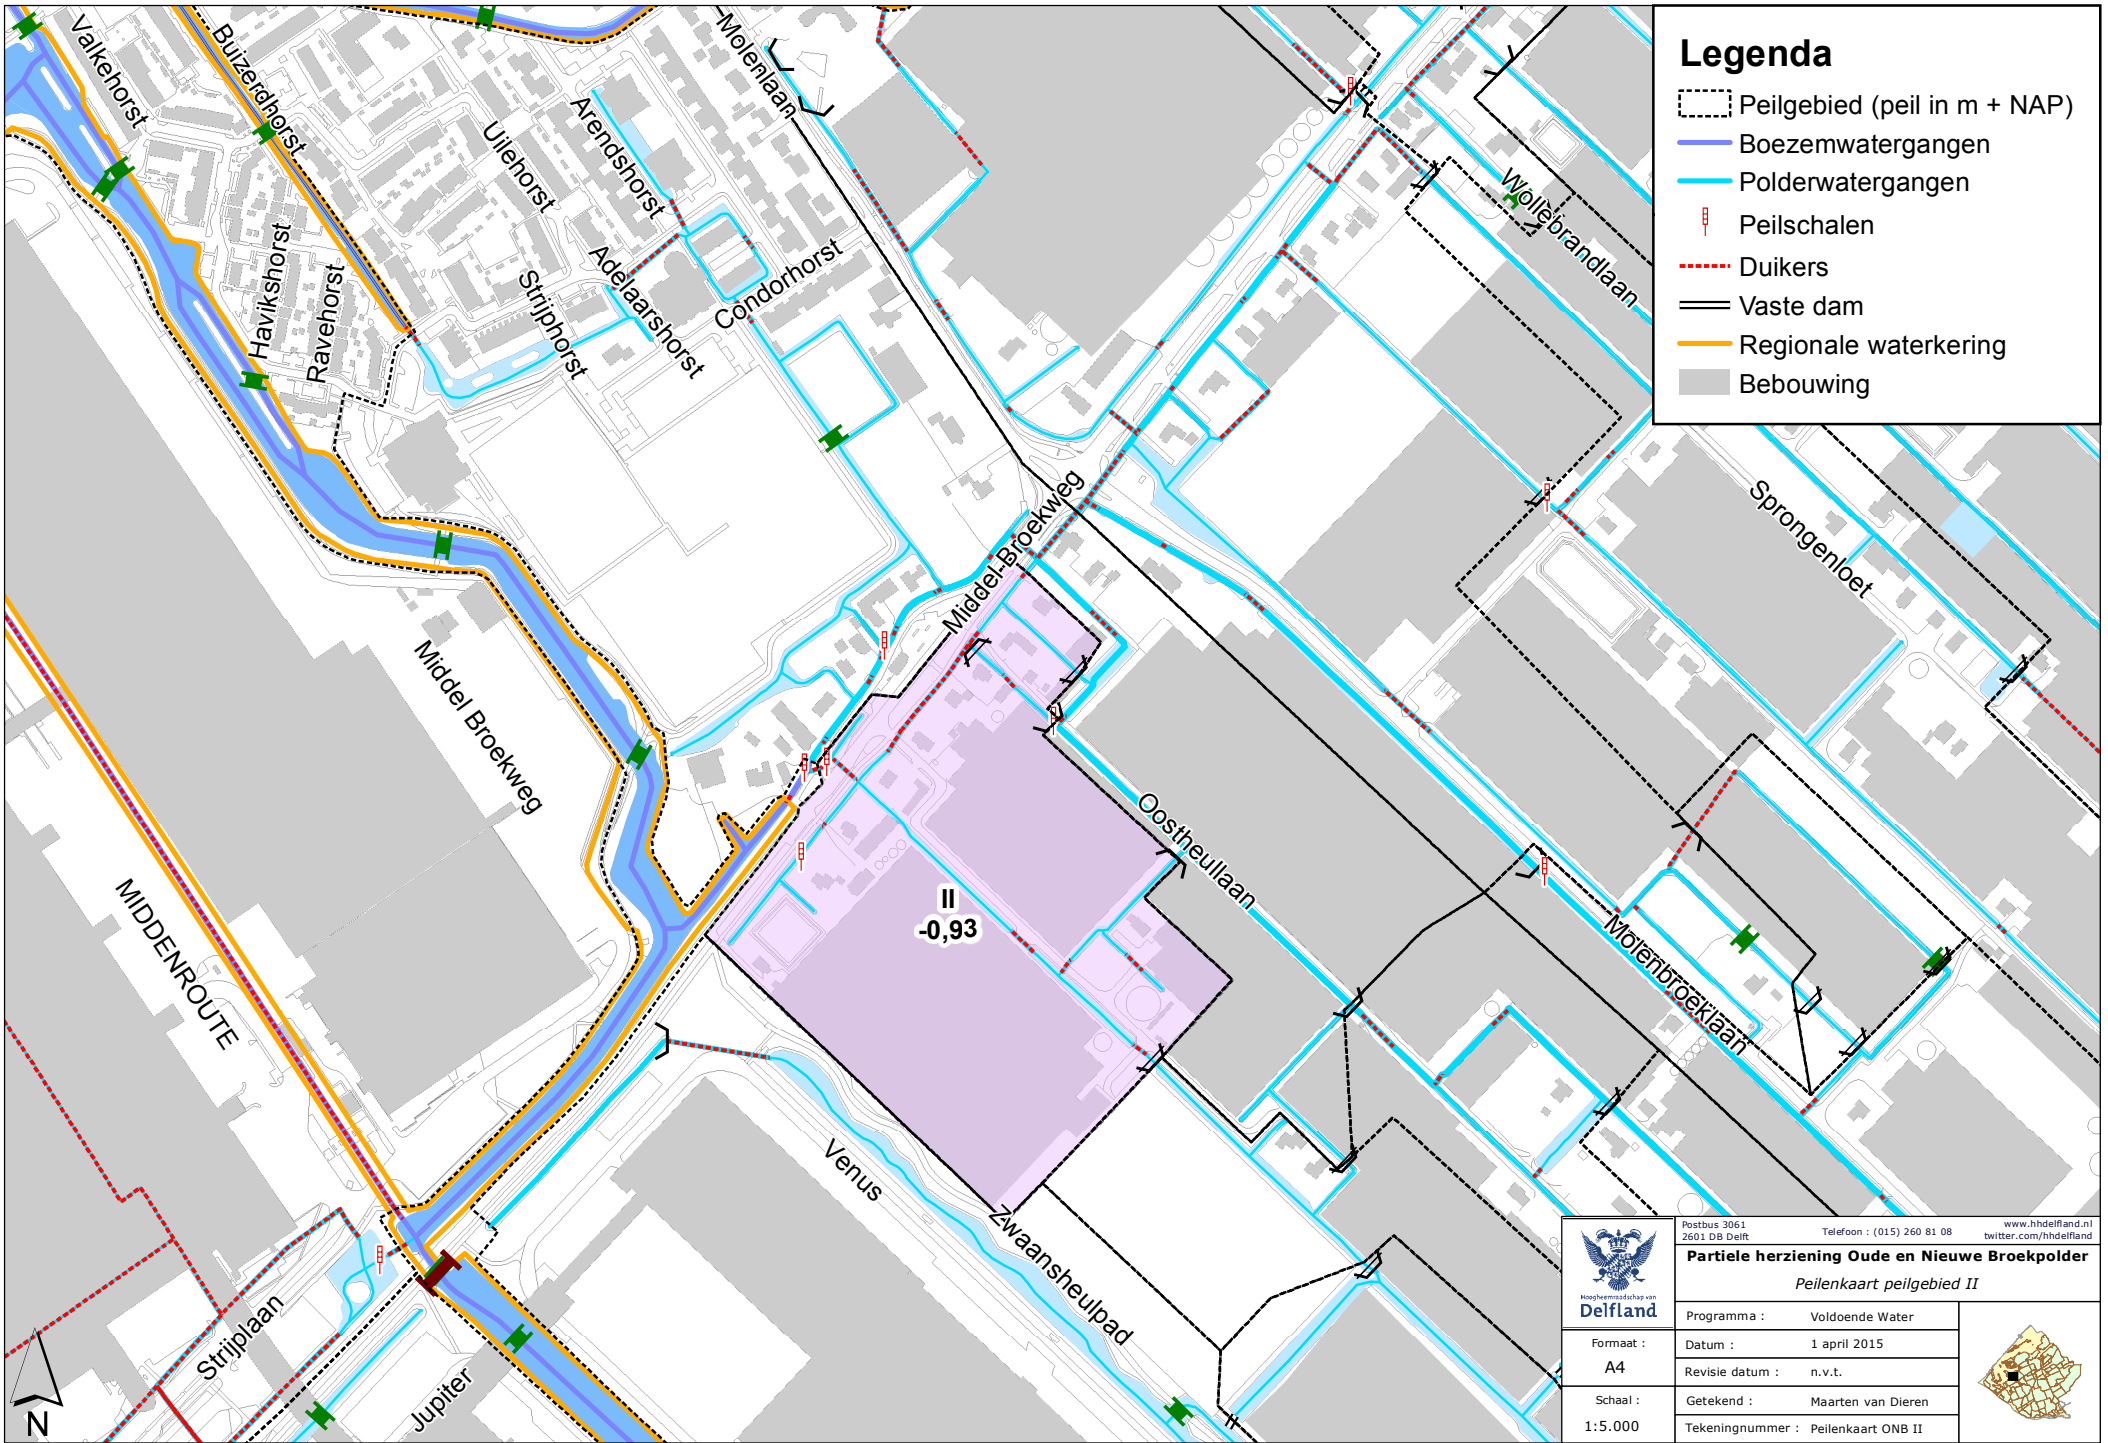 Legenda
Peilgebied (peil in m + NAP)
Boezemwatergangen
Polderwatergangen
Peilschalen
Duikers
Vaste dam
Regionale waterkering
Bebouwing
Valkehorst
Buizerdhorst
Molenlaan
Uilehorst
Arendshorst
Havikshorst
Ravehorst
Strijphorst
Adelaarshorst
Condorhorst
Wollebrandlaan
Sprongenloet
Middel-Broekweg
Middel Broekweg
Oostheullaan
Molenbroeklaan
MIDDENROUTE
II
-0,93
Venus
Zwaansheulpad
Strijplaan
Jupiter
N
Hoogheemraadschap van
Delfland
Postbus 3061
2601 DB Delft
Telefoon : (015) 260 81 08
www.hhdelfland.nl
twitter.com/hhdelfland
Partiele herziening Oude en Nieuwe Broekpolder
Peilenkaart peilgebied II
Formaat :
A4
Schaal :
1:5.000
Programma : Voldoende Water
Datum : 1 april 2015
Revisie datum : n.v.t.
Getekend : Maarten van Dieren
Tekeningnummer : Peilenkaart ONB II